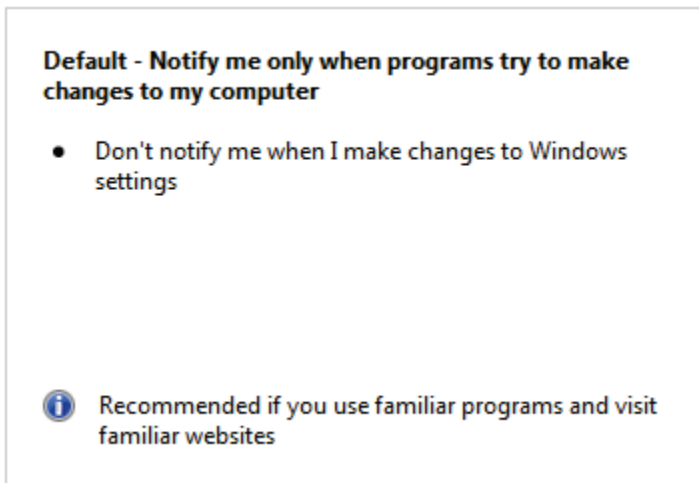 Default - Notify me only when programs try to make
changes to my computer
● Don't notify me when I make changes to Windows
settings
Recommended if you use familiar programs and visit
familiar websites